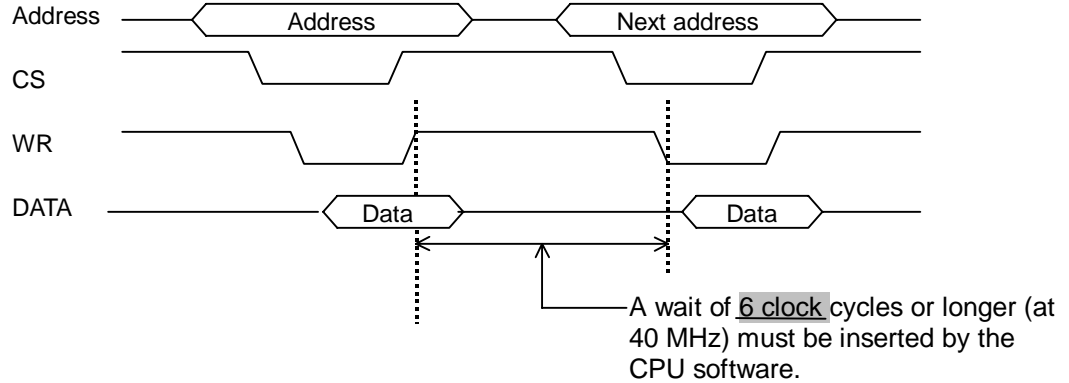 Address
Address
Next address
CS
WR
DATA
Data
Data
A wait of 6 clock cycles or longer (at
40 MHz) must be inserted by the
CPU software.